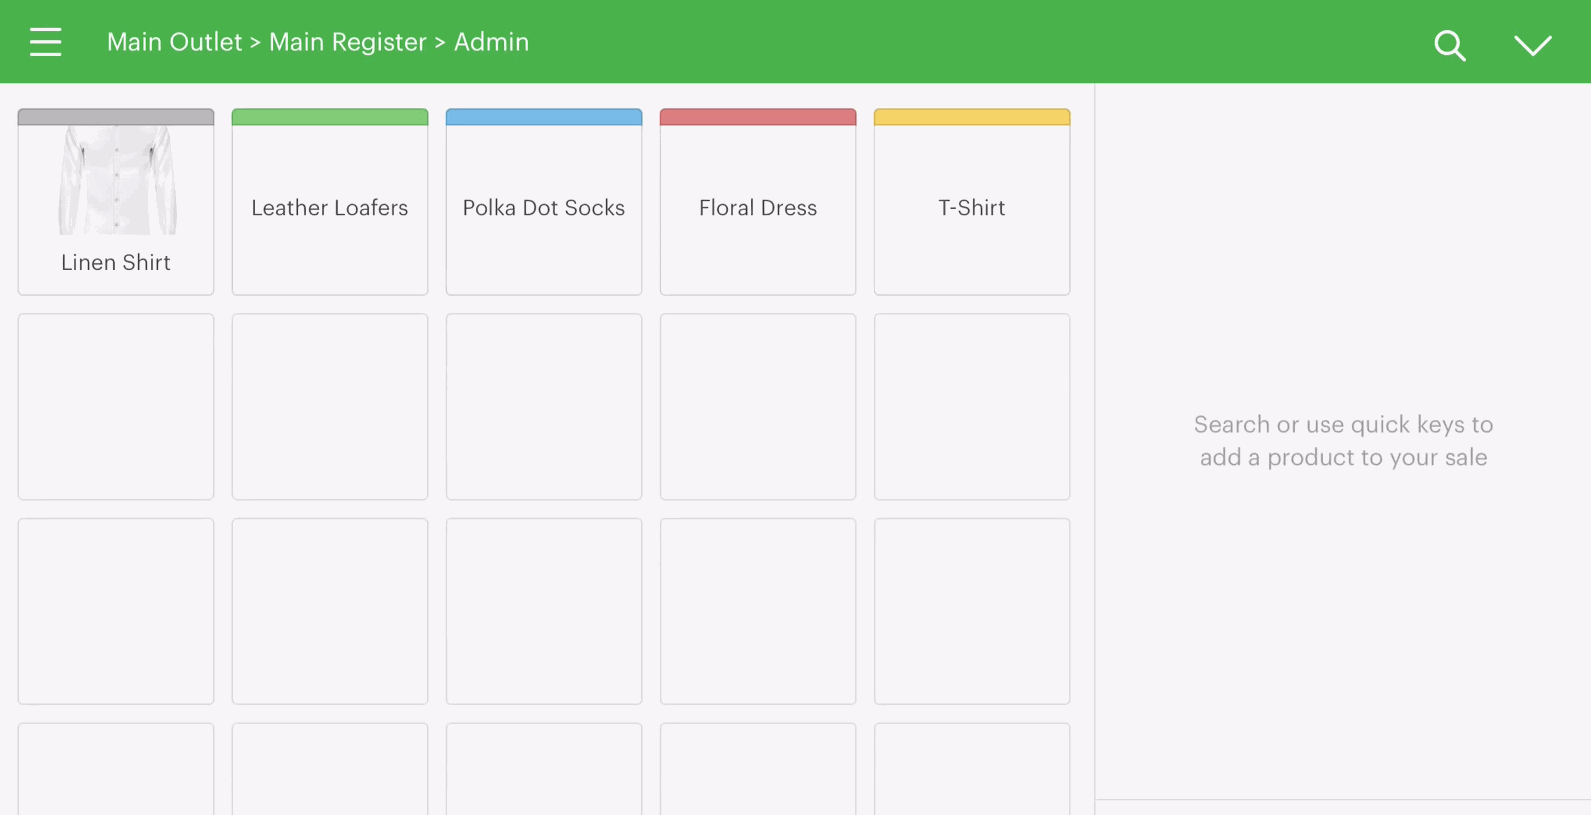 Main Outlet > Main Register > Admin
Linen Shirt
Leather Loafers
Polka Dot Socks
Floral Dress
T-Shirt
Search or use quick keys to
add a product to your sale